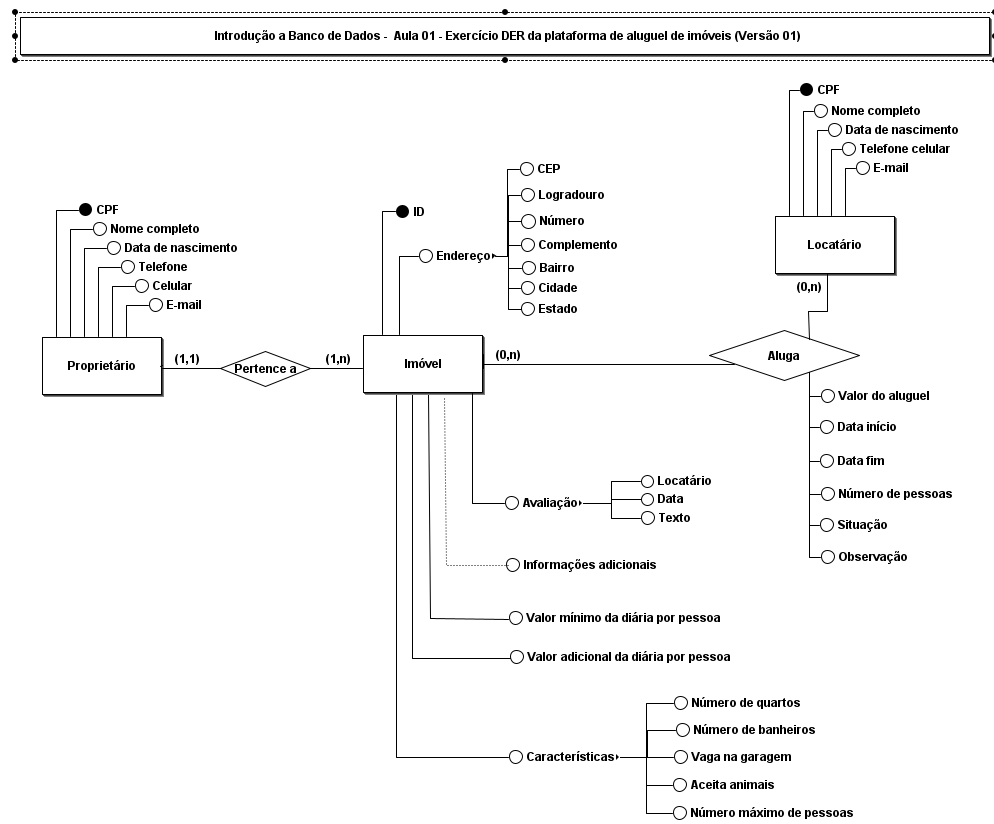 Introdução a Banco de Dados - Aula 01 - Exercício DER da plataforma de aluguel de imóveis (Versão 01)
CPF
Nome completo
Data de nascimento
Telefone celular
E-mail
Locatário
(0,n)
CPF
Nome completo
Data de nascimento
Telefone
Celular
E-mail
Proprietário
(1,1)
Pertence a
(1,n)
ID
Endereço
CEP
Logradouro
Número
Complemento
Bairro
Cidade
Estado
Imóvel
(0,n)
Aluga
Valor do aluguel
Data início
Data fim
Número de pessoas
Situação
Observação
Avaliação
Locatário
Data
Texto
Informações adicionais
Valor mínimo da diária por pessoa
Valor adicional da diária por pessoa
Características
Número de quartos
Número de banheiros
Vaga na garagem
Aceita animais
Número máximo de pessoas